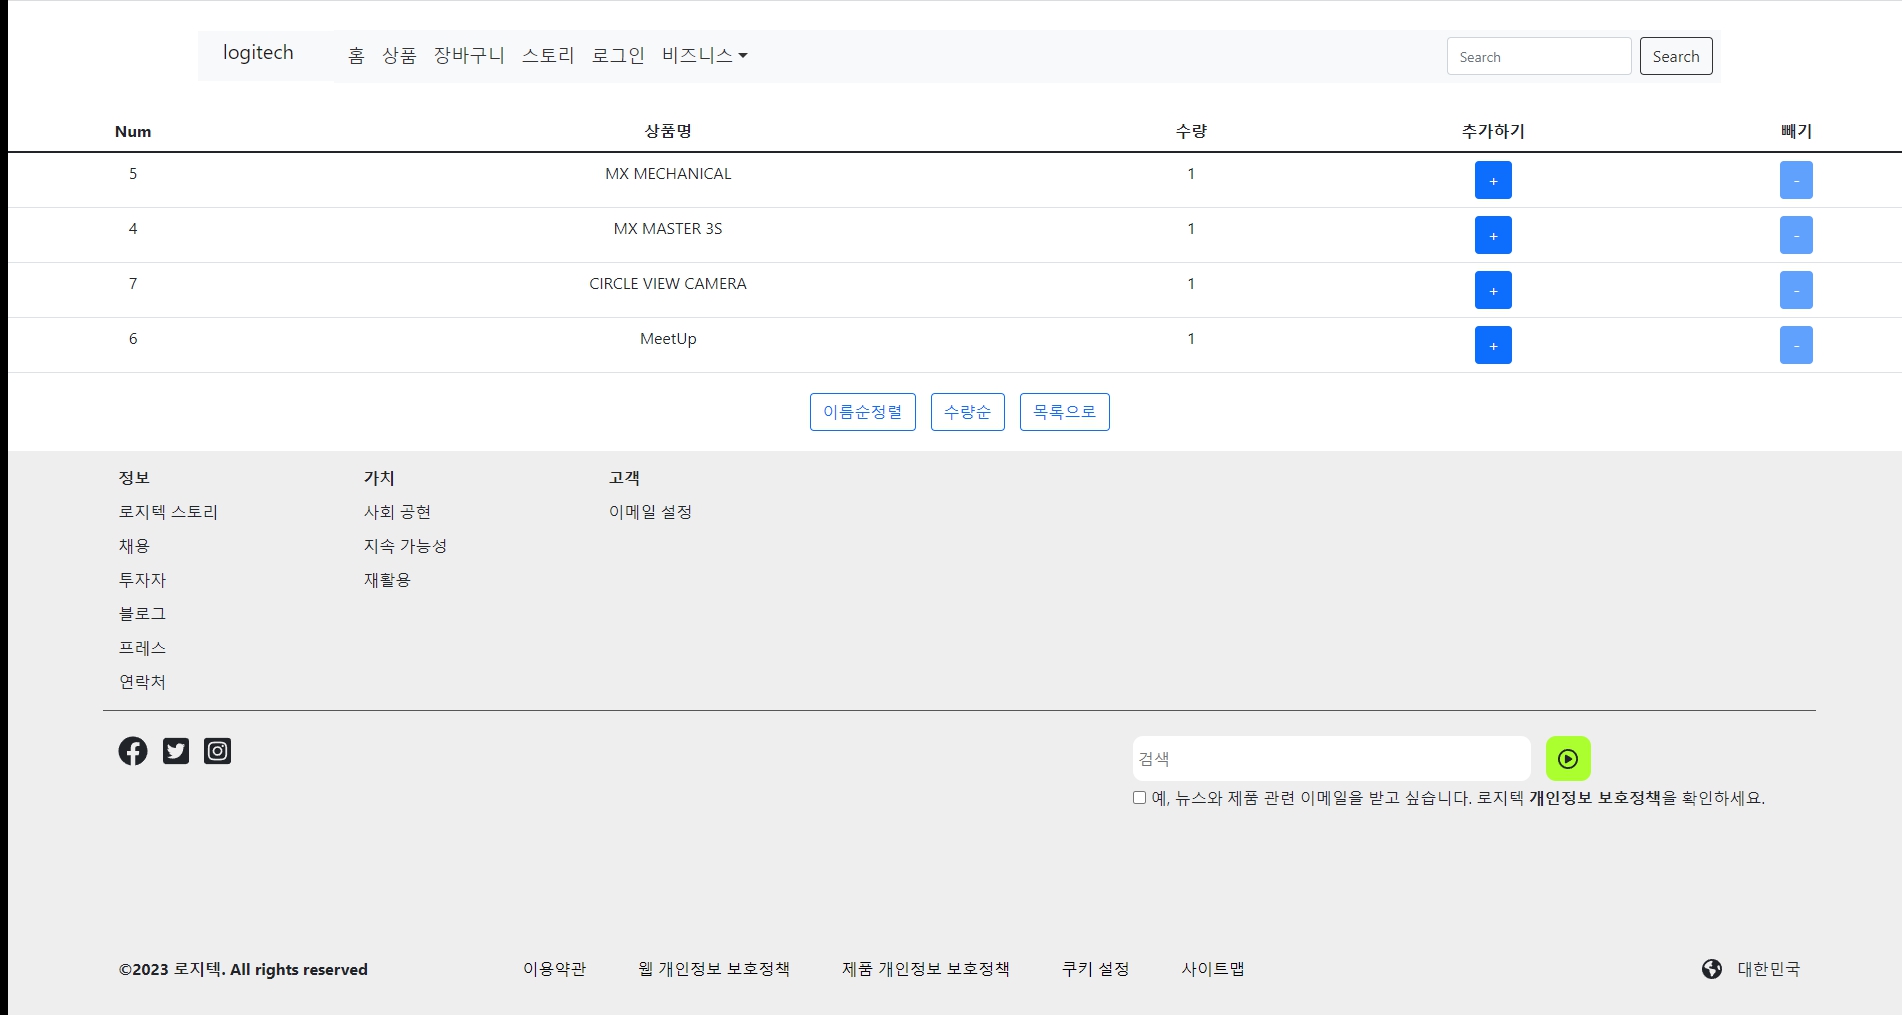 logitech 홈 상품 장바구니 스토리 로그인 비즈니스 Search Search
Num 상품명 수량 추가하기 빼기
5 MX MECHANICAL 1 + -
4 MX MASTER 3S 1 + -
7 CIRCLE VIEW CAMERA 1 + -
6 MeetUp 1 + -
이름순정렬 수량순 목록으로
정보 가치 고객
로지텍 스토리 사회 공현 이메일 설정
채용 지속 가능성
투자자 재활용
블로그
프레스
연락처
검색
예, 뉴스와 제품 관련 이메일을 받고 싶습니다. 로지텍 개인정보 보호정책을 확인하세요.
©2023 로지텍. All rights reserved 이용약관 웹 개인정보 보호정책 제품 개인정보 보호정책 쿠키 설정 사이트맵 대한민국